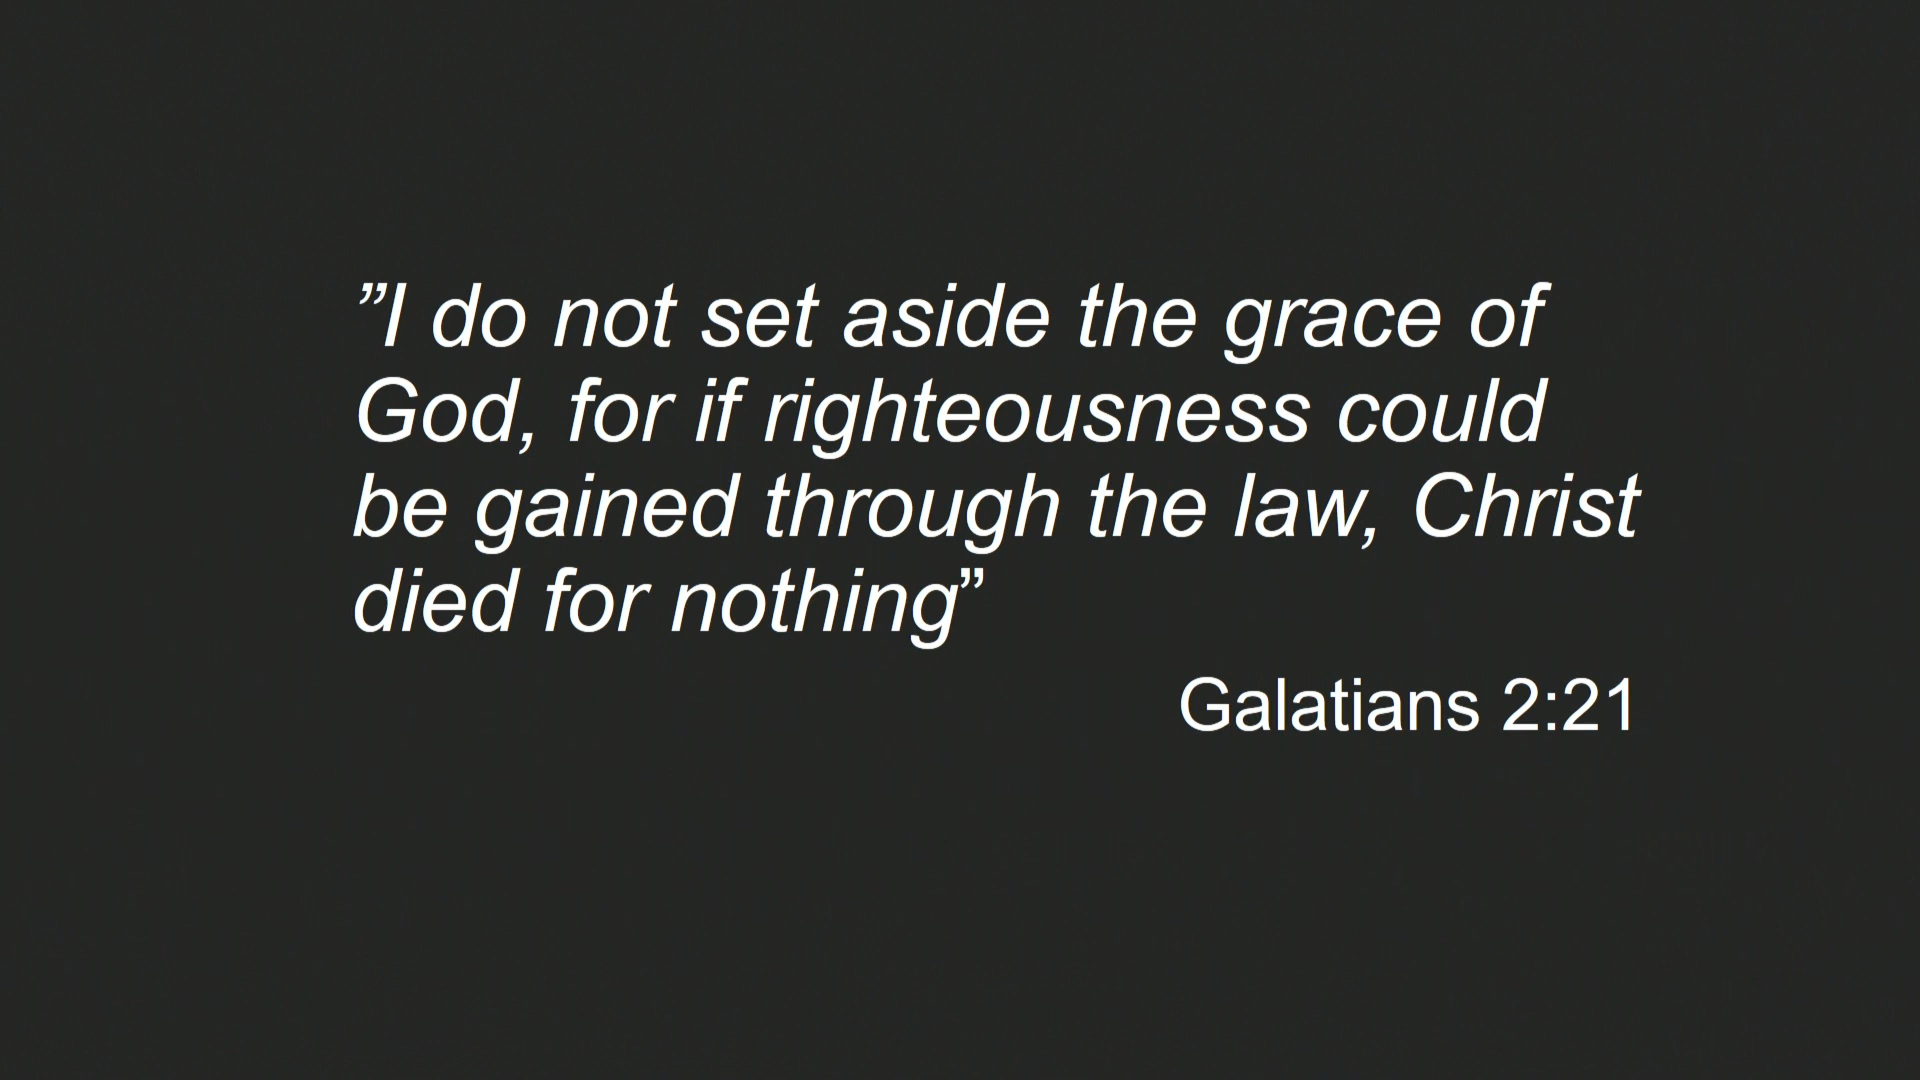 ”I do not set aside the grace of
God, for if righteousness could
be gained through the law, Christ
died for nothing”
Galatians 2:21